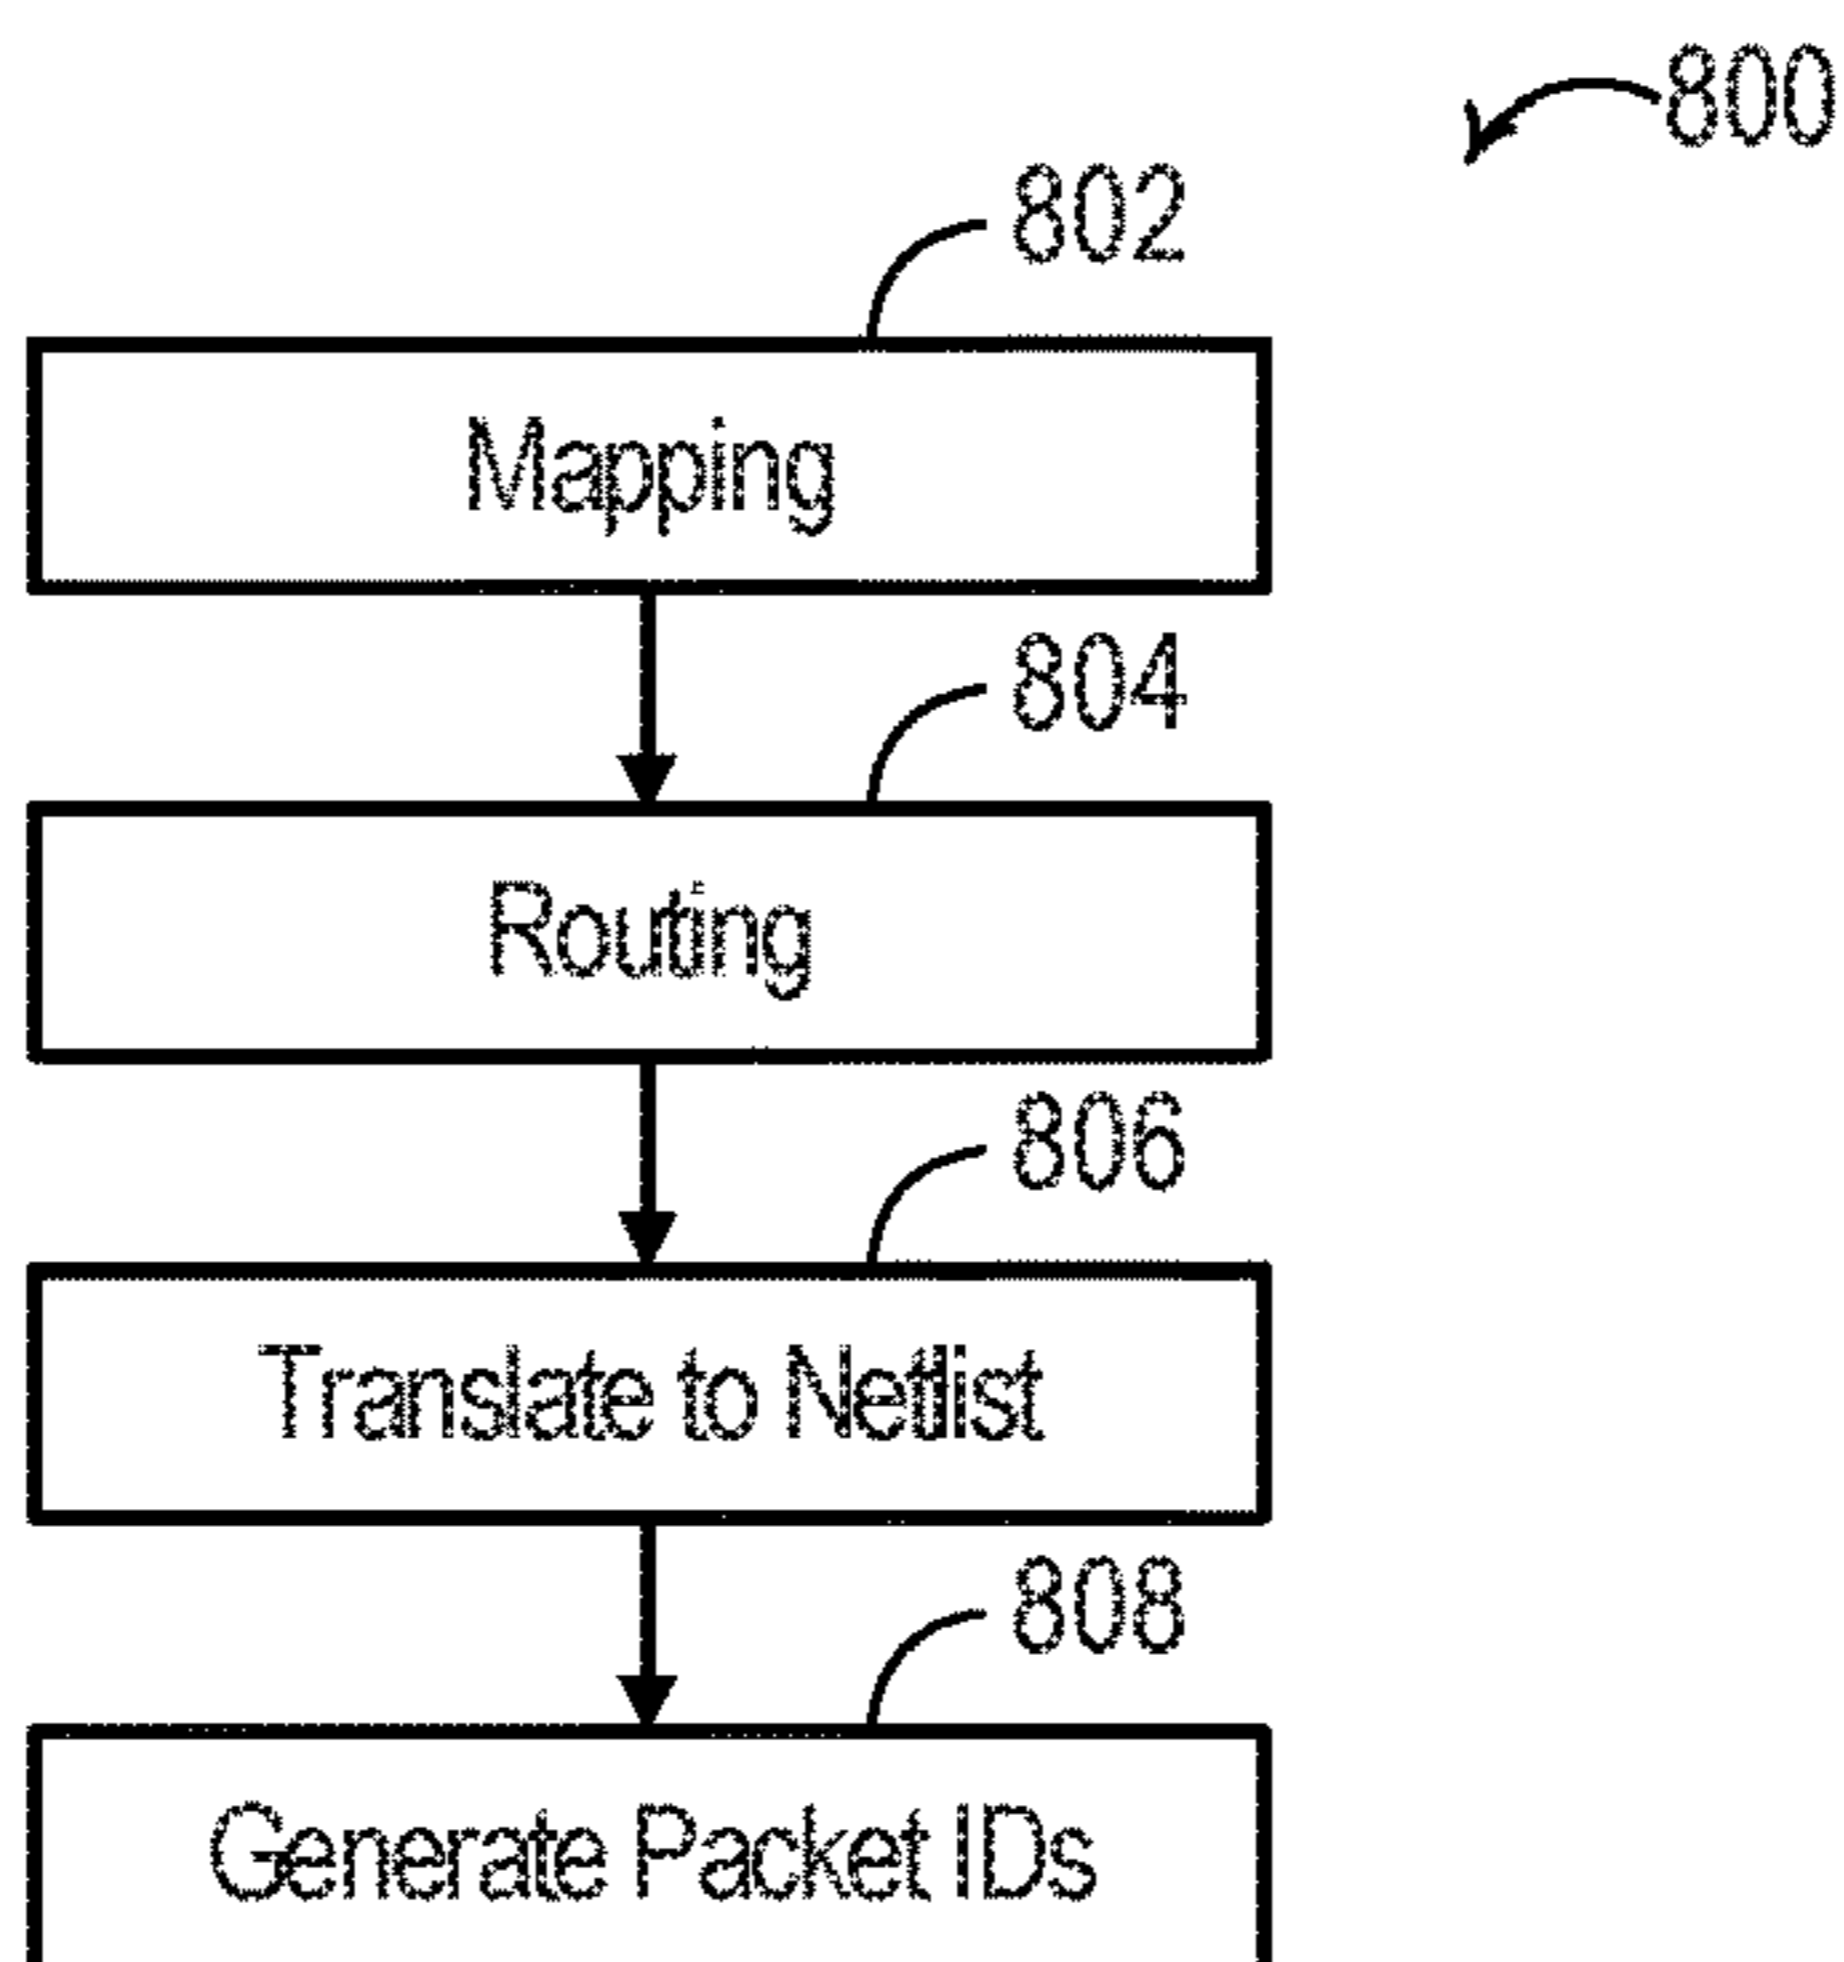 800
802
Mapping
804
Routing
806
Translate to Netlist
808
Generate Packet IDs